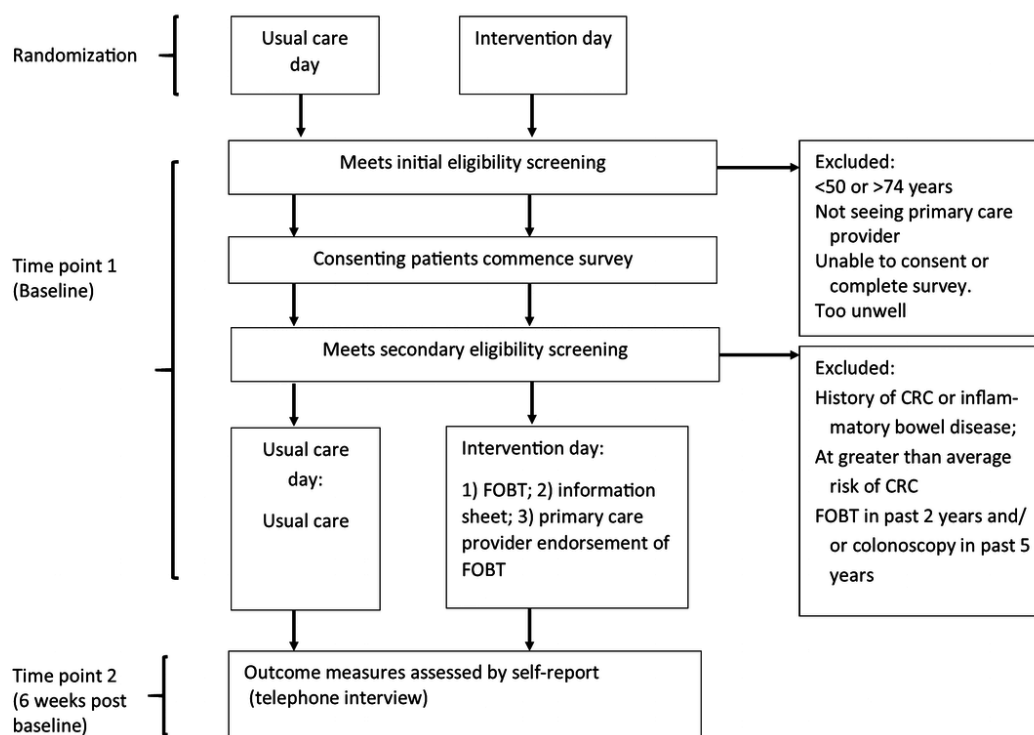 Randomization
Usual care
day
Intervention day
Meets initial eligibility screening
Excluded:
<50 or >74 years
Not seeing primary care
provider
Unable to consent or
complete survey.
Too unwell
Time point 1
(Baseline)
Consenting patients commence survey
Meets secondary eligibility screening
Excluded:
History of CRC or inflam-
matory bowel disease;
At greater than average
risk of CRC
FOBT in past 2 years and/
or colonoscopy in past 5
years
Usual care
day:
Usual care
Intervention day:
1) FOBT; 2) information
sheet; 3) primary care
provider endorsement of
FOBT
Time point 2
(6 weeks post
baseline)
Outcome measures assessed by self-report
(telephone interview)